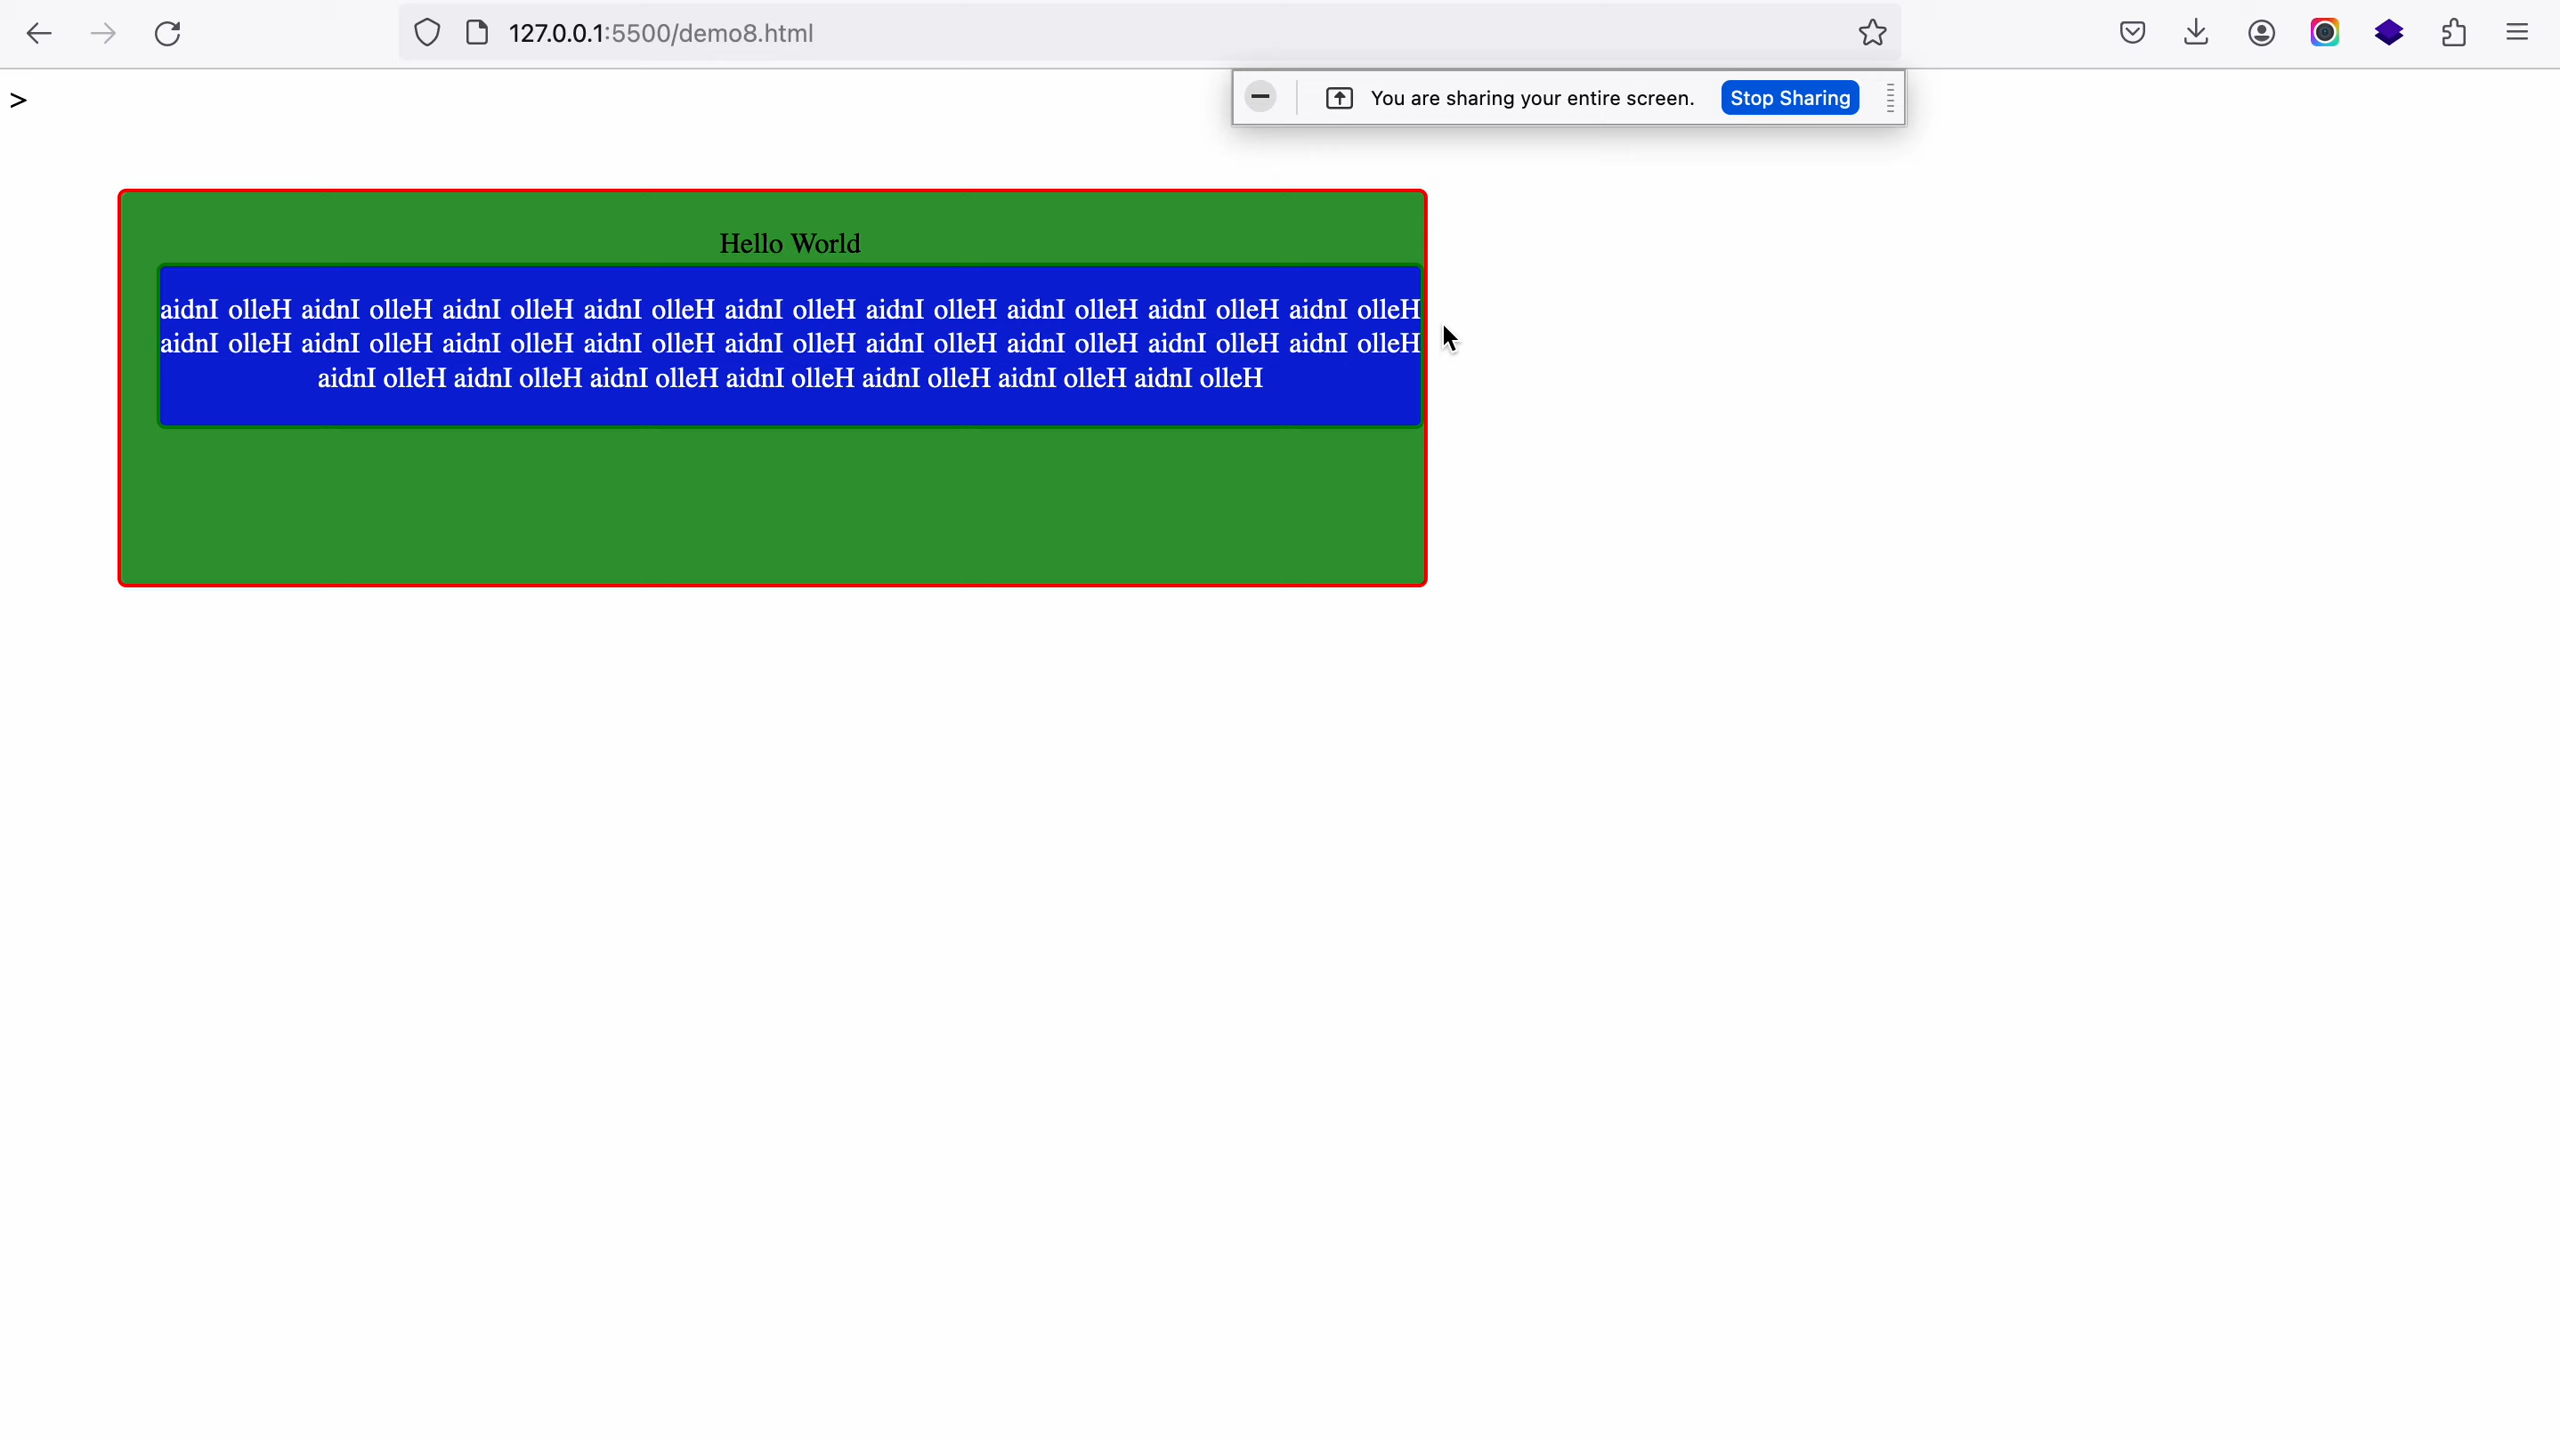 127.0.0.1:5500/demo8.html
>
You are sharing your entire screen. Stop Sharing
Hello World
aidnI olleH aidnI olleH aidnI olleH aidnI olleH aidnI olleH aidnI olleH aidnI olleH aidnI olleH aidnI olleH
aidnI olleH aidnI olleH aidnI olleH aidnI olleH aidnI olleH aidnI olleH aidnI olleH aidnI olleH aidnI olleH
aidnI olleH aidnI olleH aidnI olleH aidnI olleH aidnI olleH aidnI olleH aidnI olleH